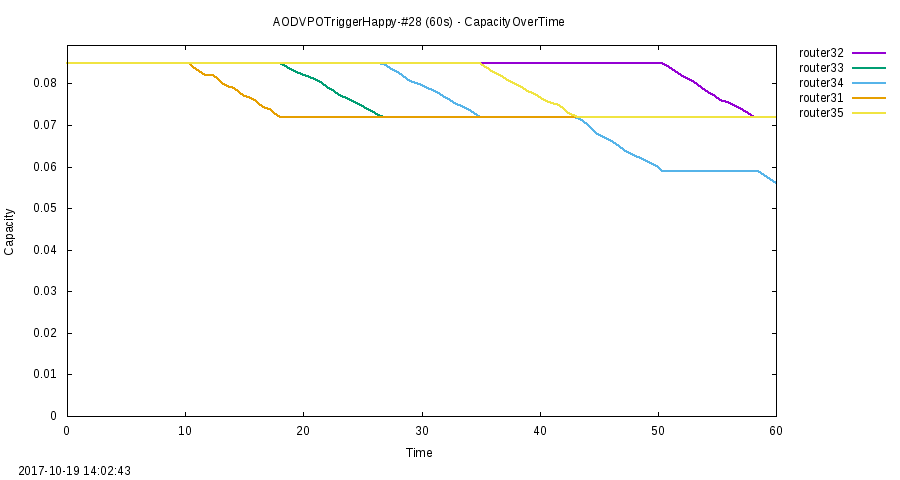 AODVPOTriggerHappy-#28 (60s) - CapacityOverTime
router32
router33
router34
router31
router35
0.08
0.07
0.06
0.05
0.04
0.03
0.02
0.01
0
Capacity
0 10 20 30 40 50 60
Time
2017-10-19 14:02:43